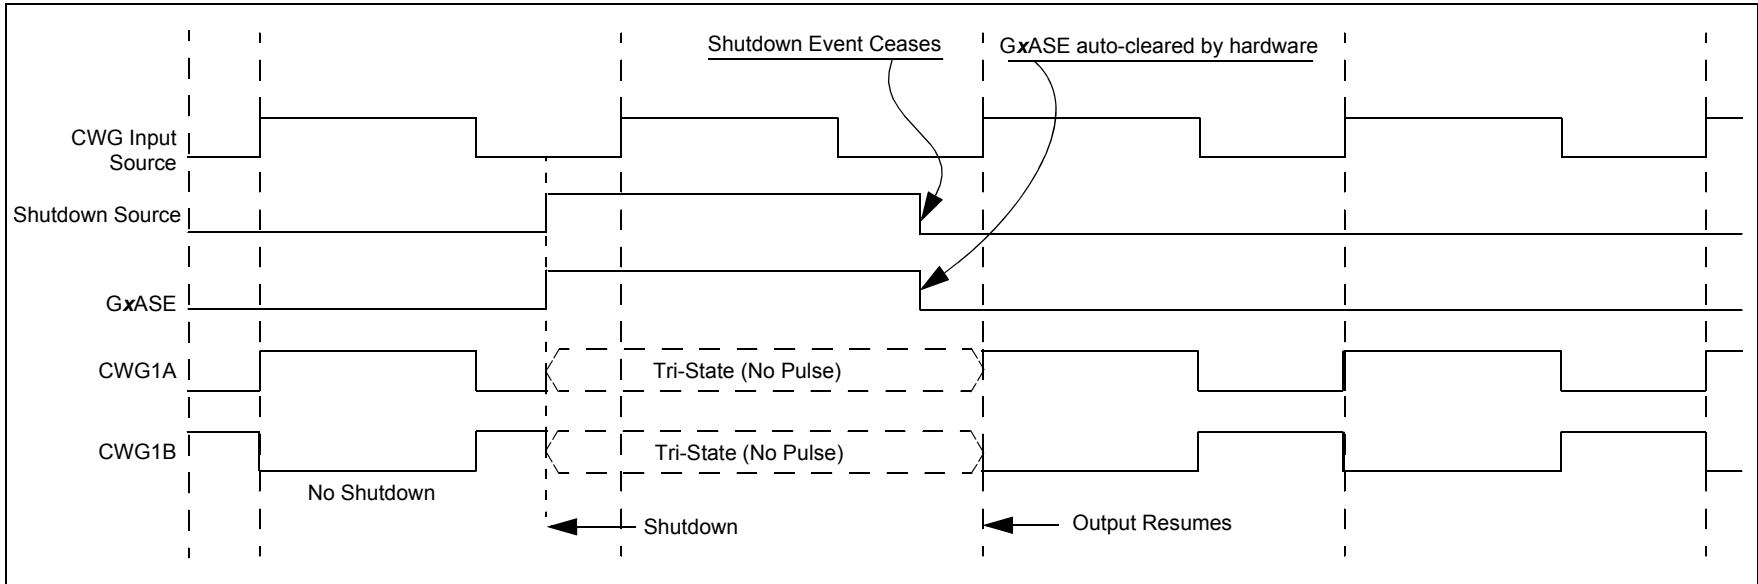 Shutdown Event Ceases
GxASE auto-cleared by hardware
CWG Input
Source
Shutdown Source
GxASE
CWG1A
Tri-State (No Pulse)
CWG1B
Tri-State (No Pulse)
No Shutdown
Shutdown
Output Resumes